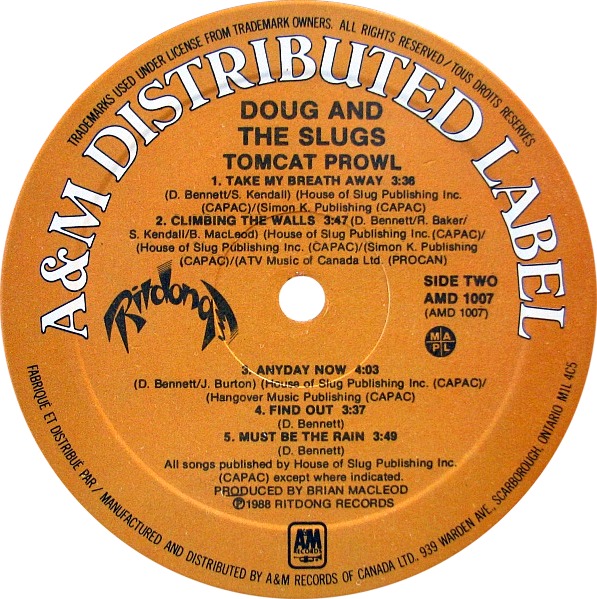 TRADEMARKS USED UNDER LICENSE FROM TRADEMARK OWNERS. ALL RIGHTS RESERVED/TOUS DROITS RESERVÉS
A&M DISTRIBUTED LABEL
DOUG AND
THE SLUGS
TOMCAT PROWL
1. TAKE MY BREATH AWAY 3:36
(D. Bennett/S. Kendall) (House of Slug Publishing Inc.
(CAPAC)/Simon K. Publishing (CAPAC)
2. CLIMBING THE WALLS 3:47(D. Bennett/R. Baker/
S. Kendall/B. MacLeod) (House of Slug Publishing Inc.(CAPAC)/
(House of Slug Publishing Inc. (CAPAC)/(Simon K. Publishing
(CAPAC)/(ATV Music of Canada Ltd. (PROCAN)
Ritdong
SIDE TWO
AMD 1007
(AMD 1007)
M A
P L
3. ANYDAY NOW 4:03
(D. Bennett/J. Burton) (House of Slug Publishing Inc. (CAPAC)/
(Hangover Music Publishing (CAPAC)
4. FIND OUT 3:37
(D. Bennett)
5. MUST BE THE RAIN 3:49
(D. Bennett)
All songs published by House of Slug Publishing Inc.
(CAPAC) except where indicated.
PRODUCED BY BRIAN MACLEOD
Ⓟ1988 RITDONG RECORDS
A&M
RECORDS
FABRIQUE ET DISTRIBUE PAR / MANUFACTURED AND DISTRIBUTED BY A&M RECORDS OF CANADA LTD., 939 WARDEN AVE, SCARBOROUGH, ONTARIO M1L 4C5